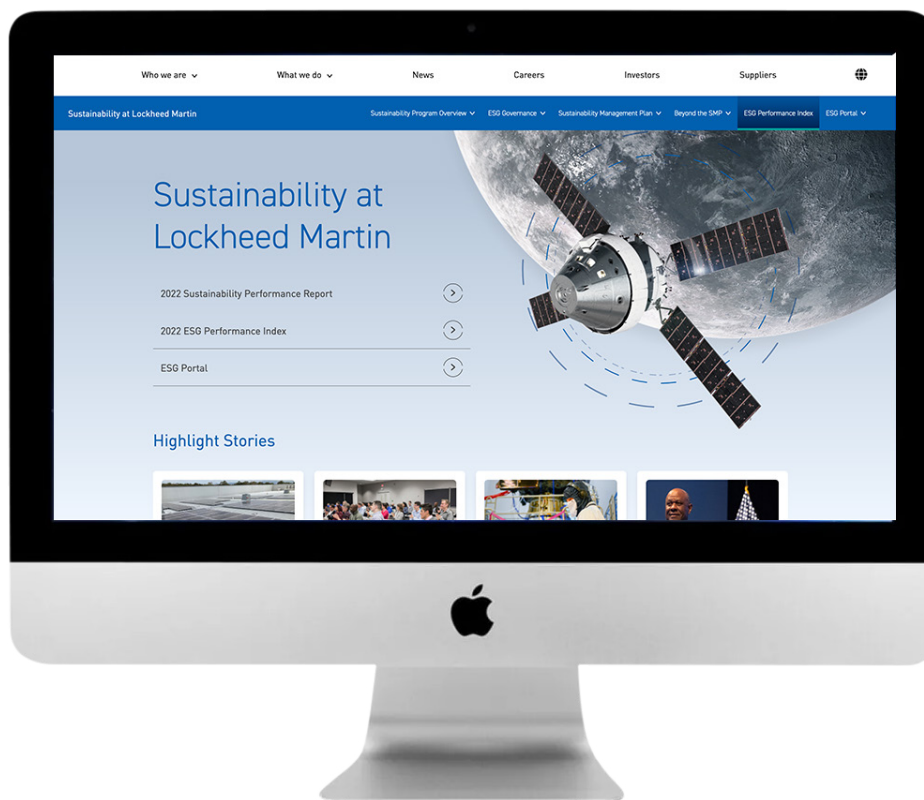 Who we are What we do News Careers Investors Suppliers
Sustainability at Lockheed Martin Sustainability Program Overview ESG Governance Sustainability Management Plan Beyond the SMP ESG Performance Index ESG Portal
Sustainability at
Lockheed Martin
2022 Sustainability Performance Report
2022 ESG Performance Index
ESG Portal
Highlight Stories